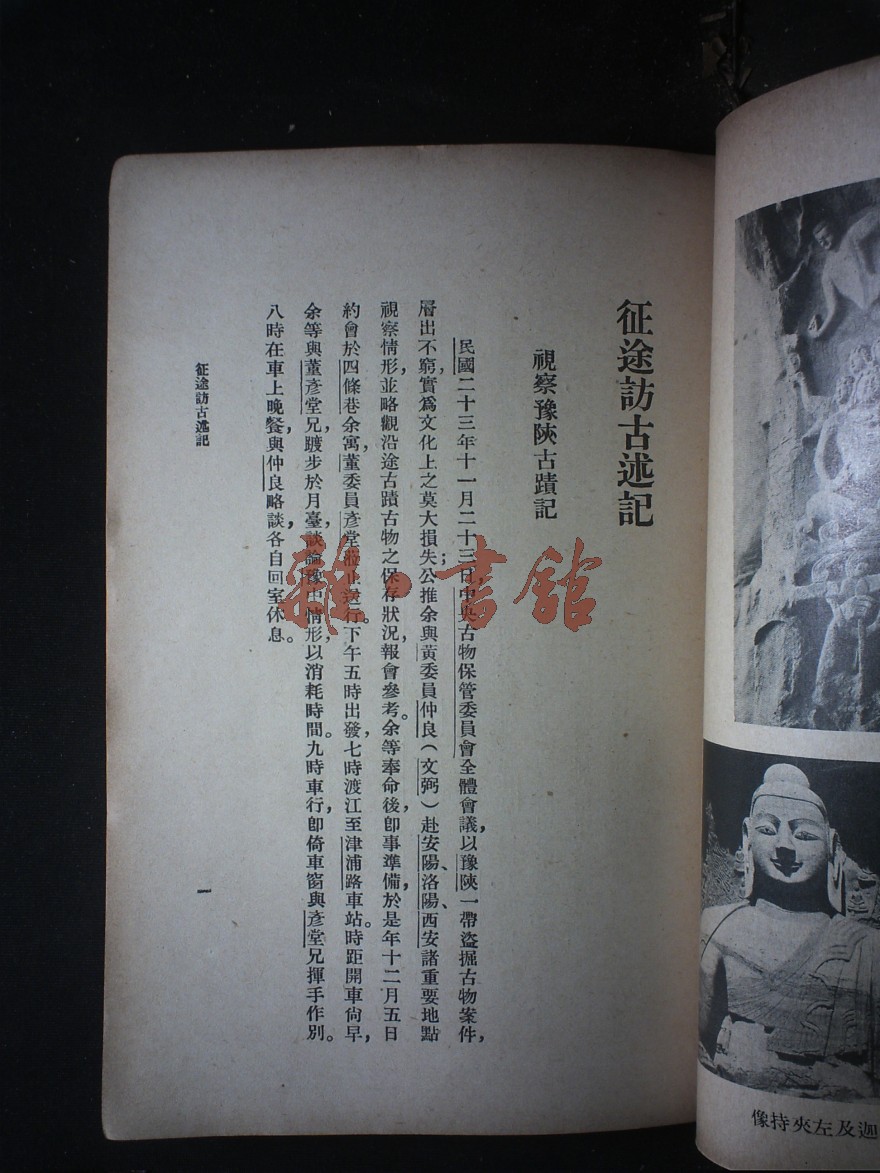 征途訪古述記
視察豫陝古蹟記
民國二十三年十一月二十三日,中央古物保管委員會全體會議,以豫陝一帶盜掘古物案件,
層出不窮,實爲文化上之莫大損失;公推余與黃委員仲良(文弼)赴安陽、洛陽、西安諸重要地點
視察情形,並略觀沿途古蹟古物之保存狀況,報會參考。余等奉命後,卽事準備,於是年十二月五日
約會於四條巷余寓,董委員彥堂送行。下午五時出發,七時渡江至津浦路車站。時距開車尙早,
余等與董彥堂兄,踱步於月臺,談論情形,以消耗時間。九時車行,卽倚車窗與彥堂兄揮手作別。
八時在車上晚餐,與仲良略談,各自回室休息。
征途訪古述記
一
迦及左夾持像
雜·書館